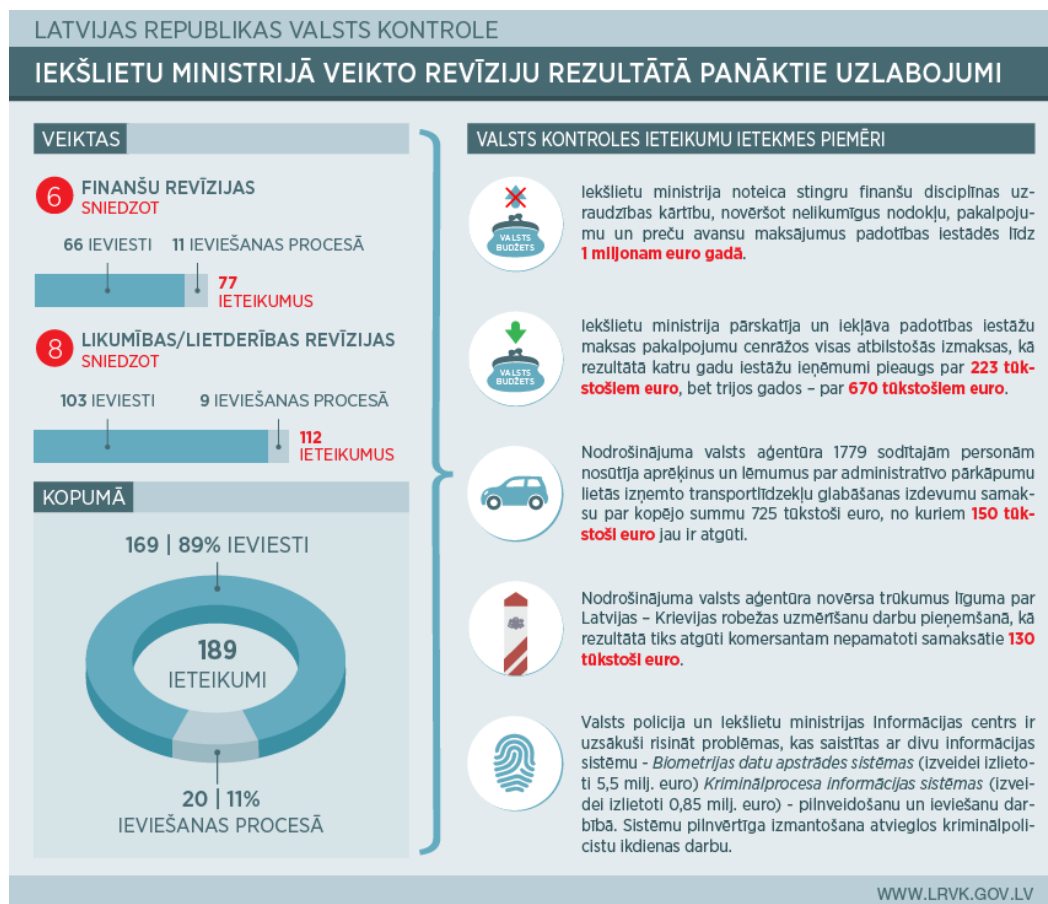 LATVIJAS REPUBLIKAS VALSTS KONTROLE
IEKŠLIETU MINISTRIJĀ VEIKTO REVĪZIJU REZULTĀTĀ PANĀKTIE UZLABOJUMI
VEIKTAS
6 FINANŠU REVĪZIJAS
SNIEDZOT
66 IEVIESTI 11 IEVIEŠANAS PROCESĀ
77
IETEIKUMUS
8 LIKUMĪBAS/LIETDERĪBAS REVĪZIJAS
SNIEDZOT
103 IEVIESTI 9 IEVIEŠANAS PROCESĀ
112
IETEIKUMUS
KOPUMĀ
169 | 89% IEVIESTI
189
IETEIKUMI
20 | 11%
IEVIEŠANAS PROCESĀ
VALSTS KONTROLES IETEIKUMU IETEKMES PIEMĒRI
VALSTS
BUDŽETS
Iekšlietu ministrija noteica stingru finanšu disciplīnas uz-
raudzības kārtību, novēršot nelikumīgus nodokļu, pakalpoju-
mu un preču avansu maksājumus padotības iestādēs līdz
1 miljonam euro gadā.
VALSTS
BUDŽETS
Iekšlietu ministrija pārskatīja un iekļāva padotības iestāžu
maksas pakalpojumu cenrāžos visas atbilstošās izmaksas, kā
rezultātā katru gadu iestāžu ieņēmumi pieaugs par 223 tūk-
stošiem euro, bet trijos gados – par 670 tūkstošiem euro.
Nodrošinājuma valsts aģentūra 1779 sodītajām personām
nosūtīja aprēķinus un lēmumus par administratīvo pārkāpumu
lietās izņemto transportlīdzekļu glabāšanas izdevumu samak-
su par kopējo summu 725 tūkstoši euro, no kuriem 150 tūk-
stoši euro jau ir atgūti.
Nodrošinājuma valsts aģentūra novērsa trūkumus līguma par
Latvijas – Krievijas robežas uzmērīšanu darbu pieņemšanā, kā
rezultātā tiks atgūti komersantam nepamatoti samaksātie 130
tūkstoši euro.
Valsts policija un Iekšlietu ministrijas Informācijas centrs ir
uzsākuši risināt problēmas, kas saistītas ar divu informācijas
sistēmu - Biometrijas datu apstrādes sistēmas (izveidei izlieto-
ti 5,5 milj. euro) Kriminālprocesa informācijas sistēmas (izvei-
dei izlietoti 0,85 milj. euro) - pilnveidošanu un ieviešanu dar-
bībā. Sistēmu pilnvērtīga izmantošana atvieglos kriminālpoli-
cistu ikdienas darbu.
WWW.LRVK.GOV.LV